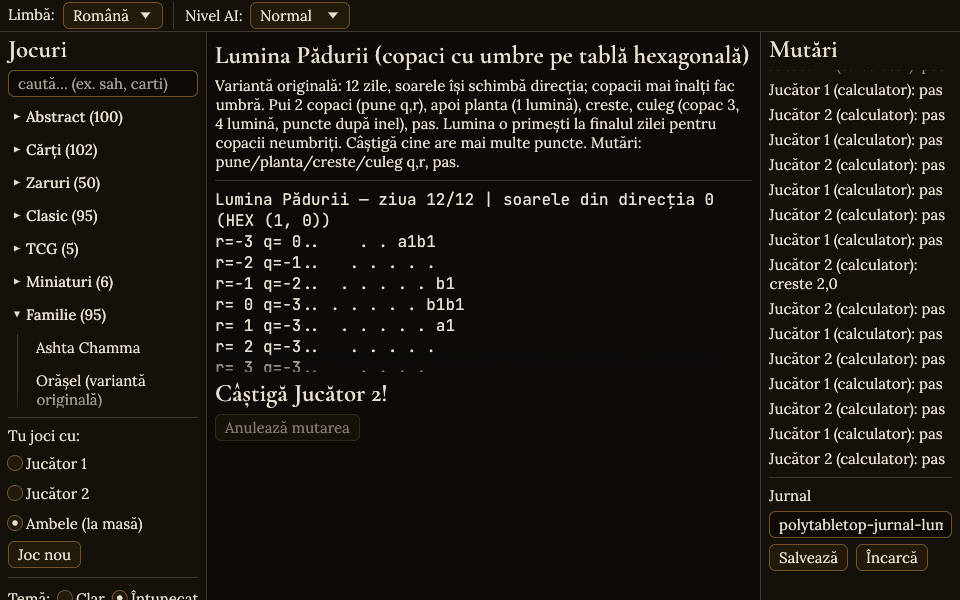 Limbă: Română ▼ Nivel AI: Normal ▼
Jocuri
caută... (ex. sah, carti)
▸ Abstract (100)
▸ Cărți (102)
▸ Zaruri (50)
▸ Clasic (95)
▸ TCG (5)
▸ Miniaturi (6)
▾ Familie (95)
Ashta Chamma
Orășel (variantă
originală)
Tu joci cu:
Jucător 1
Jucător 2
Ambele (la masă)
Joc nou
Temă: Clar Întunecat
Lumina Pădurii (copaci cu umbre pe tablă hexagonală)
Variantă originală: 12 zile, soarele își schimbă direcția; copacii mai înalți fac
umbră. Pui 2 copaci (pune q,r), apoi planta (1 lumină), creste, culeg (copac 3,
4 lumină, puncte după inel), pas. Lumina o primești la finalul zilei pentru
copacii neumbriți. Câștigă cine are mai multe puncte. Mutări:
pune/planta/creste/culeg q,r, pas.
Lumina Pădurii — ziua 12/12 | soarele din direcția 0
(HEX (1, 0))
r=-3 q= 0.. . . a1b1
r=-2 q=-1.. . . . . .
r=-1 q=-2.. . . . . . b1
r= 0 q=-3.. . . . . . b1b1
r= 1 q=-3.. . . . . . a1
r= 2 q=-3.. . . . . .
r= 3 q=-3.. . . . .
Câștigă Jucător 2!
Anulează mutarea
Mutări
Jucător 1 (calculator): pas
Jucător 2 (calculator): pas
Jucător 1 (calculator): pas
Jucător 2 (calculator): pas
Jucător 1 (calculator): pas
Jucător 2 (calculator): pas
Jucător 1 (calculator): pas
Jucător 2 (calculator):
creste 2,0
Jucător 2 (calculator): pas
Jucător 1 (calculator): pas
Jucător 2 (calculator): pas
Jucător 1 (calculator): pas
Jucător 2 (calculator): pas
Jucător 1 (calculator): pas
Jucător 2 (calculator): pas
Jurnal
polytabletop-jurnal-lum
Salvează Încarcă